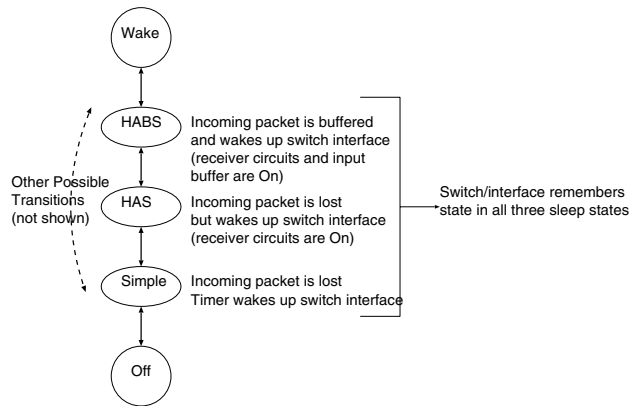 Wake
HABS
Incoming packet is buffered
and wakes up switch interface
(receiver circuits and input
buffer are On)
Other Possible
Transitions
(not shown)
HAS
Incoming packet is lost
but wakes up switch interface
(receiver circuits are On)
Switch/interface remembers
state in all three sleep states
Simple
Incoming packet is lost
Timer wakes up switch interface
Off